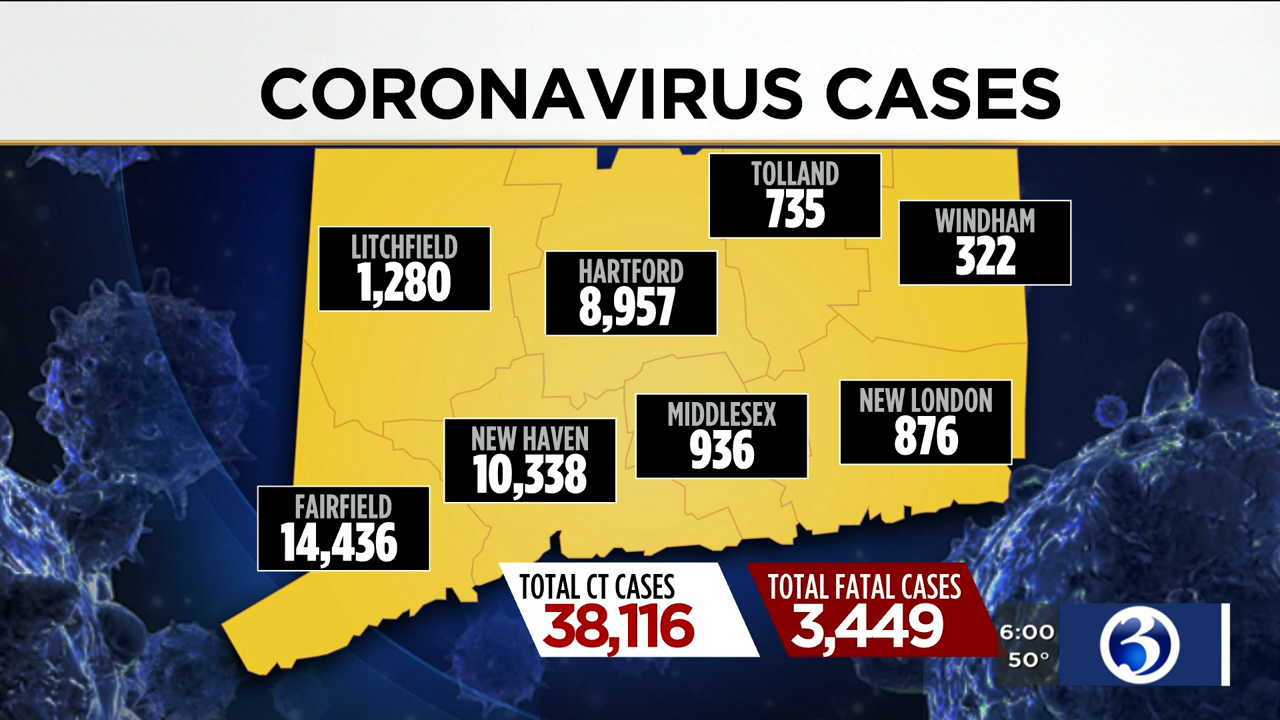 CORONAVIRUS CASES
TOLLAND
735
WINDHAM
322
LITCHFIELD
1,280
HARTFORD
8,957
NEW LONDON
876
MIDDLESEX
936
NEW HAVEN
10,338
FAIRFIELD
14,436
TOTAL CT CASES
38,116
TOTAL FATAL CASES
3,449
6:00
50°
3